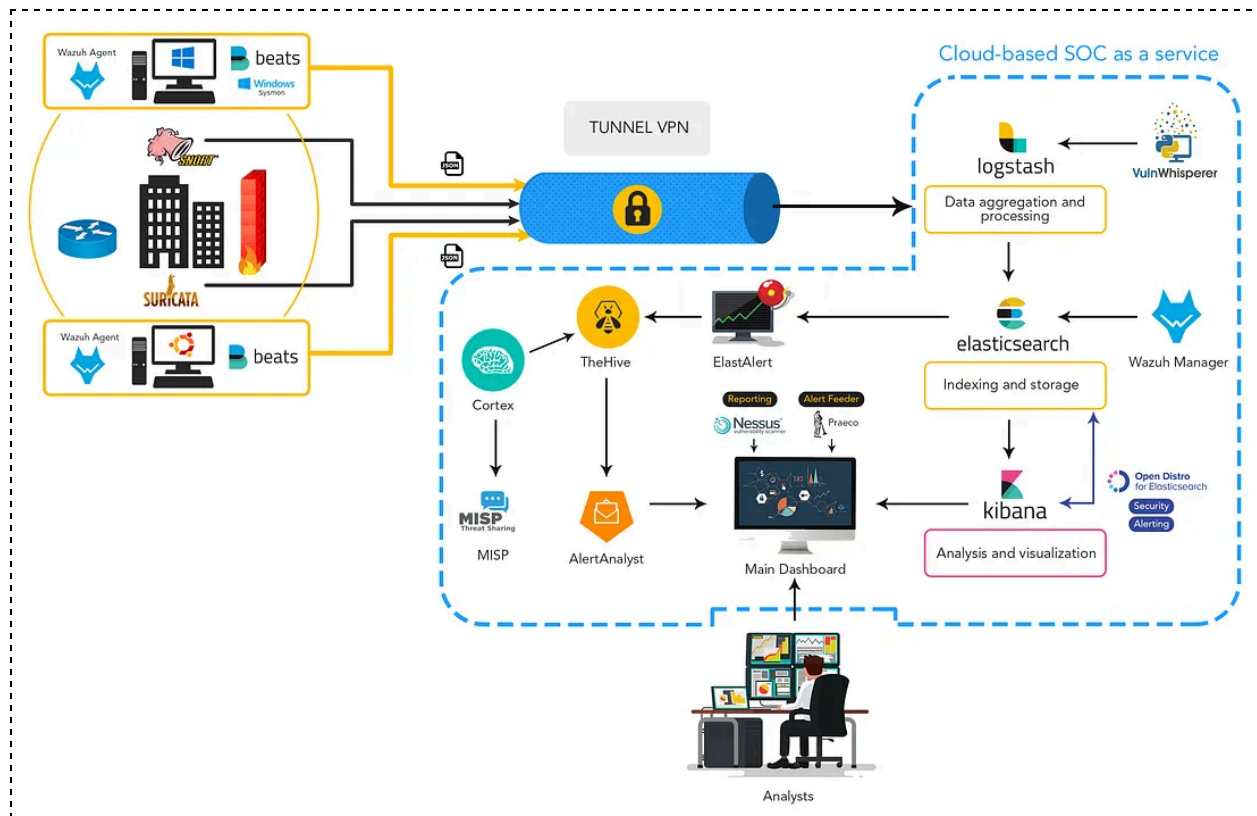 Cloud-based SOC as a service
Wazuh Agent
beats
Windows
Sysmon
SNORT
JSON
TUNNEL VPN
logstash
VulnWhisperer
Data aggregation and
processing
SURICATA
JSON
Wazuh Agent
beats
TheHive
ElastAlert
elasticsearch
Wazuh Manager
Indexing and storage
Cortex
Reporting
Alert Feeder
Nessus
vulnerability scanner
Praeco
Open Distro
for Elasticsearch
Security
Alerting
kibana
MISP
Threat Sharing
MISP
AlertAnalyst
Main Dashboard
Analysis and visualization
Analysts